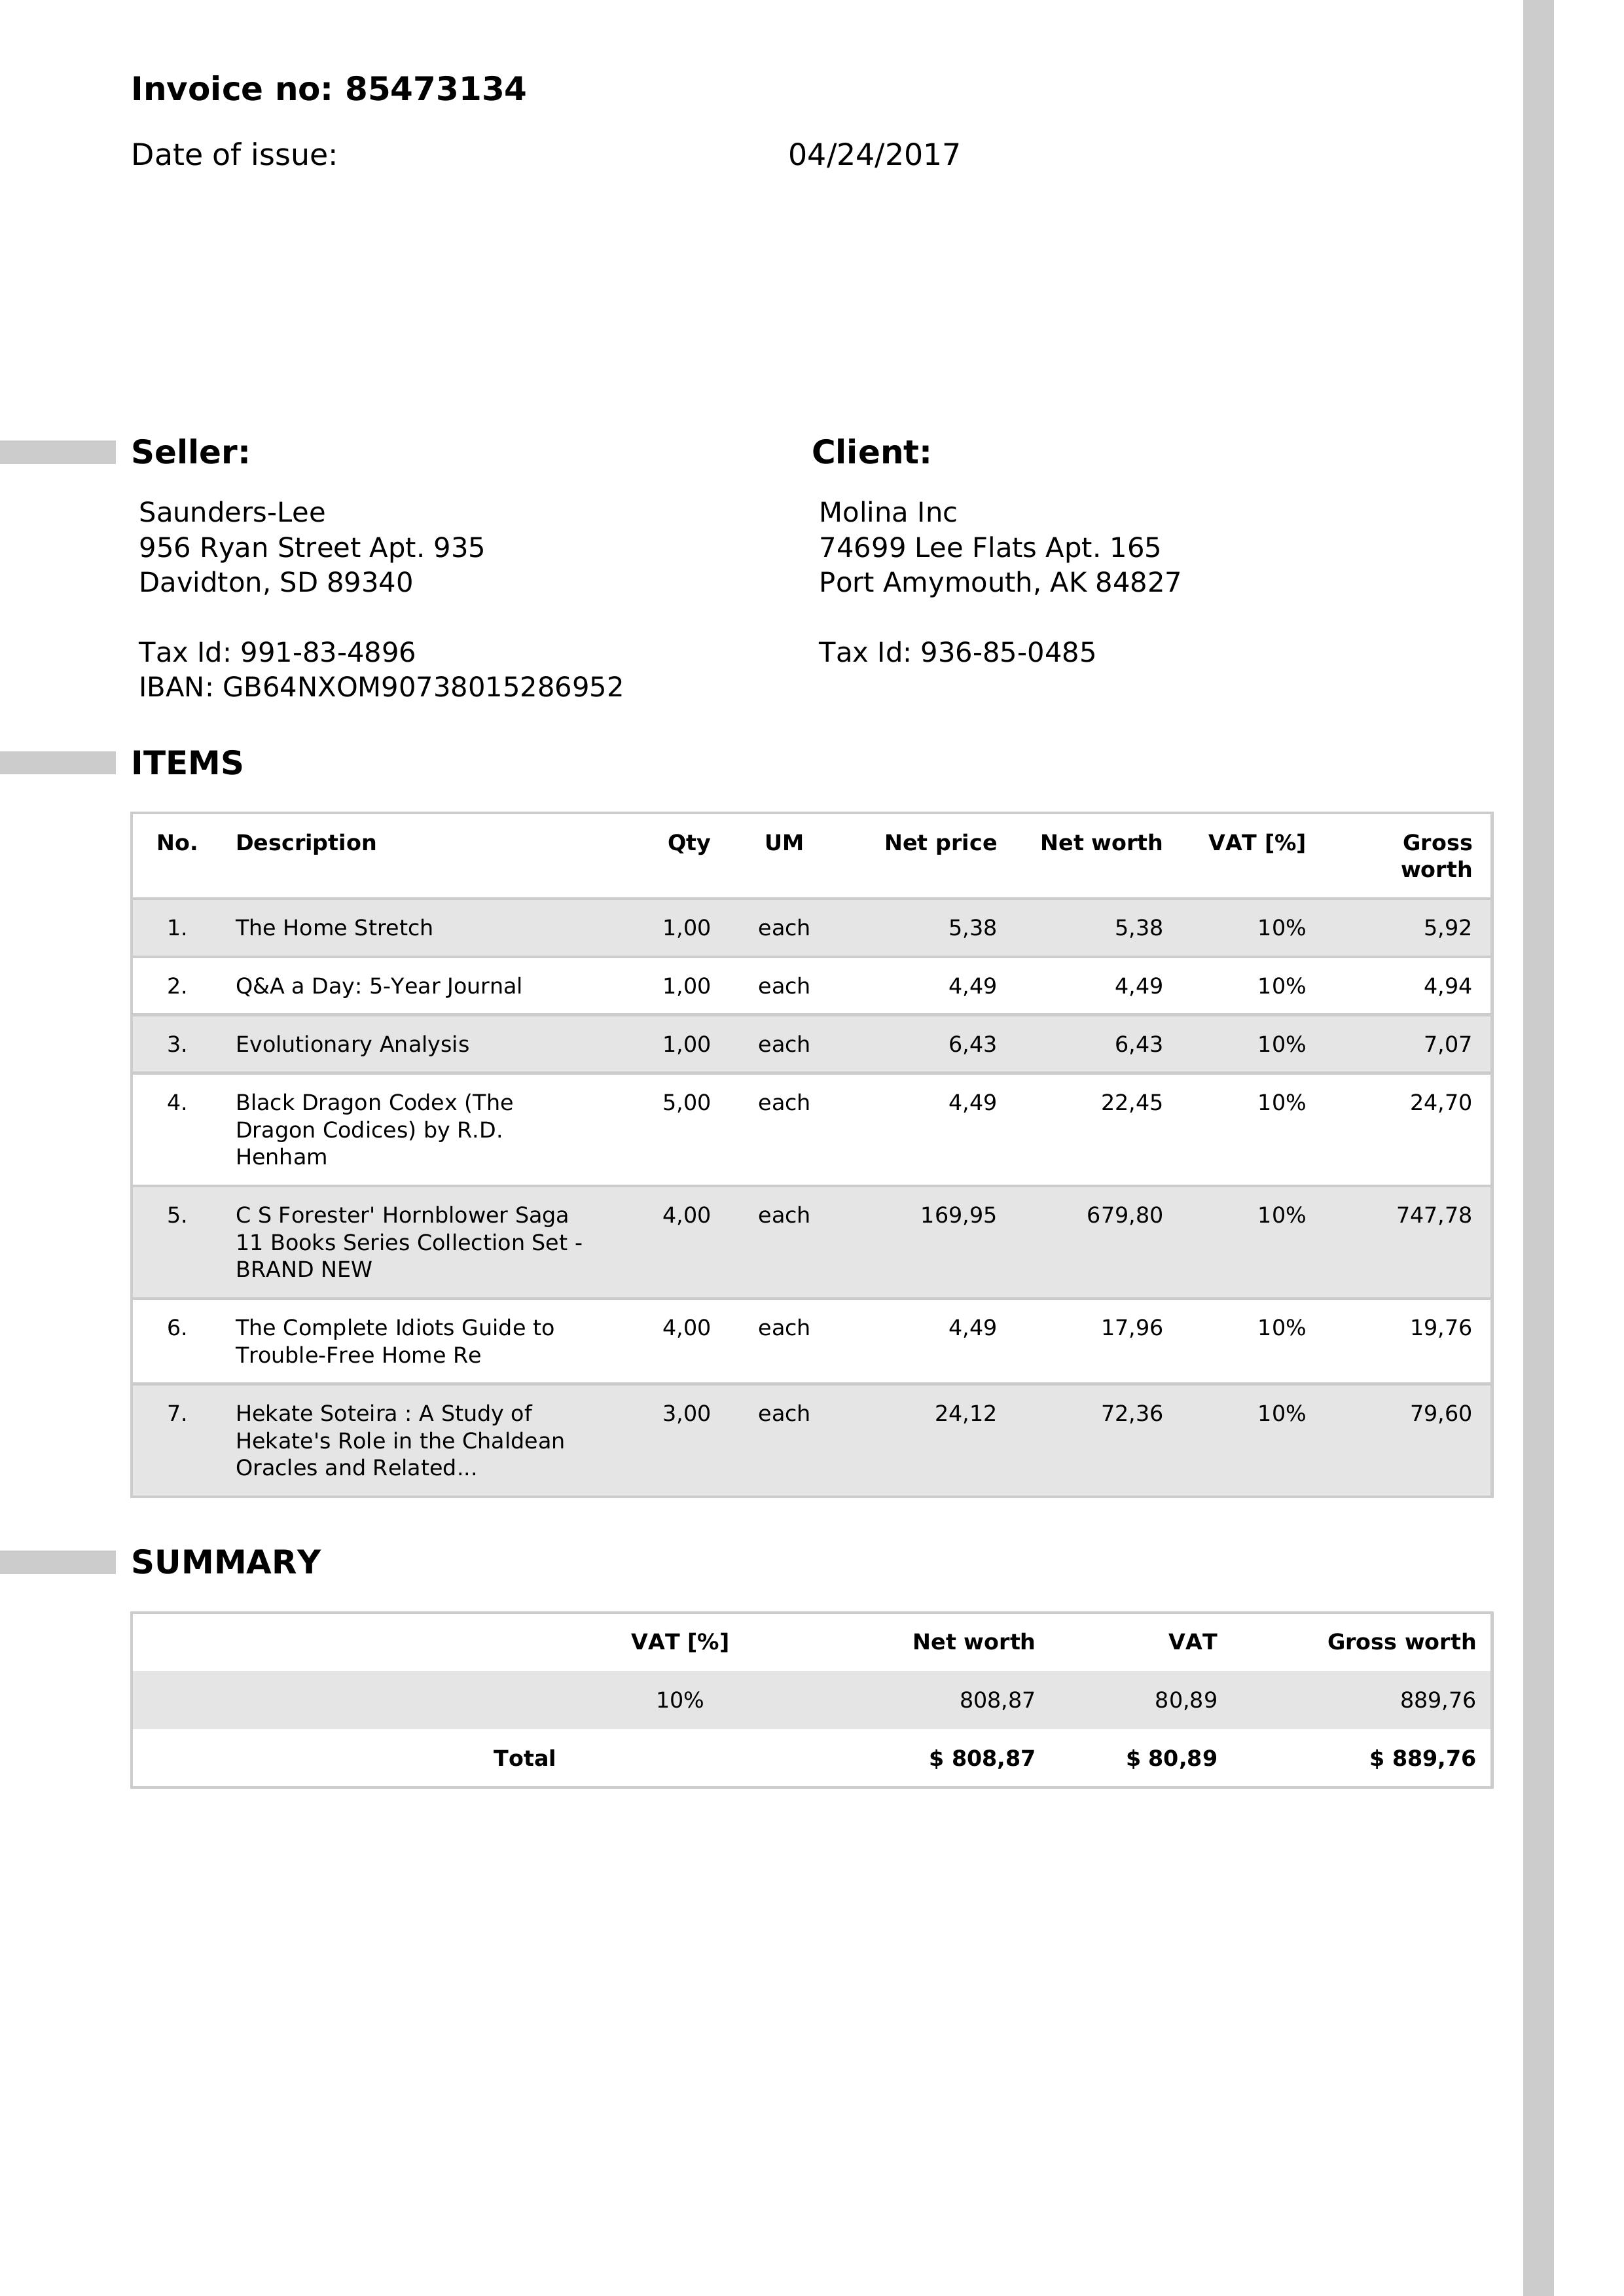 Invoice no: 85473134
Date of issue: 04/24/2017
Seller:
Saunders-Lee
956 Ryan Street Apt. 935
Davidton, SD 89340
Tax Id: 991-83-4896
IBAN: GB64NXOM90738015286952
Client:
Molina Inc
74699 Lee Flats Apt. 165
Port Amymouth, AK 84827
Tax Id: 936-85-0485
ITEMS
No. Description Qty UM Net price Net worth VAT [%] Gross
worth
1. The Home Stretch 1,00 each 5,38 5,38 10% 5,92
2. Q&A a Day: 5-Year Journal 1,00 each 4,49 4,49 10% 4,94
3. Evolutionary Analysis 1,00 each 6,43 6,43 10% 7,07
4. Black Dragon Codex (The 5,00 each 4,49 22,45 10% 24,70
Dragon Codices) by R.D.
Henham
5. C S Forester' Hornblower Saga 4,00 each 169,95 679,80 10% 747,78
11 Books Series Collection Set -
BRAND NEW
6. The Complete Idiots Guide to 4,00 each 4,49 17,96 10% 19,76
Trouble-Free Home Re
7. Hekate Soteira : A Study of 3,00 each 24,12 72,36 10% 79,60
Hekate's Role in the Chaldean
Oracles and Related...
SUMMARY
VAT [%] Net worth VAT Gross worth
10% 808,87 80,89 889,76
Total $ 808,87 $ 80,89 $ 889,76